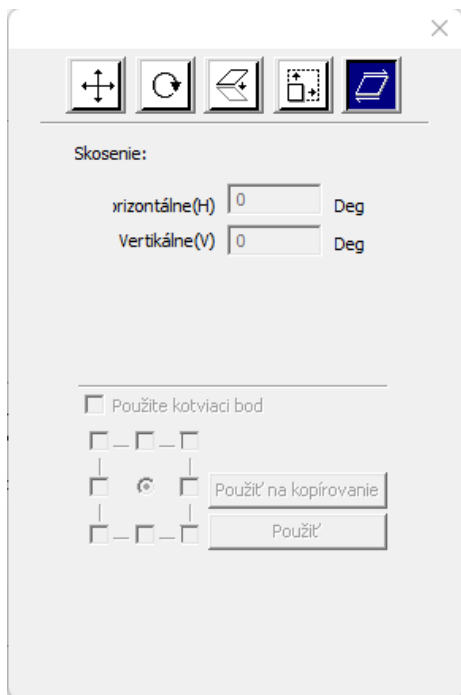 Skosenie:
orizontálne(H) 0 Deg
Vertikálne(V) 0 Deg
Použite kotviaci bod
Použiť na kopírovanie
Použiť